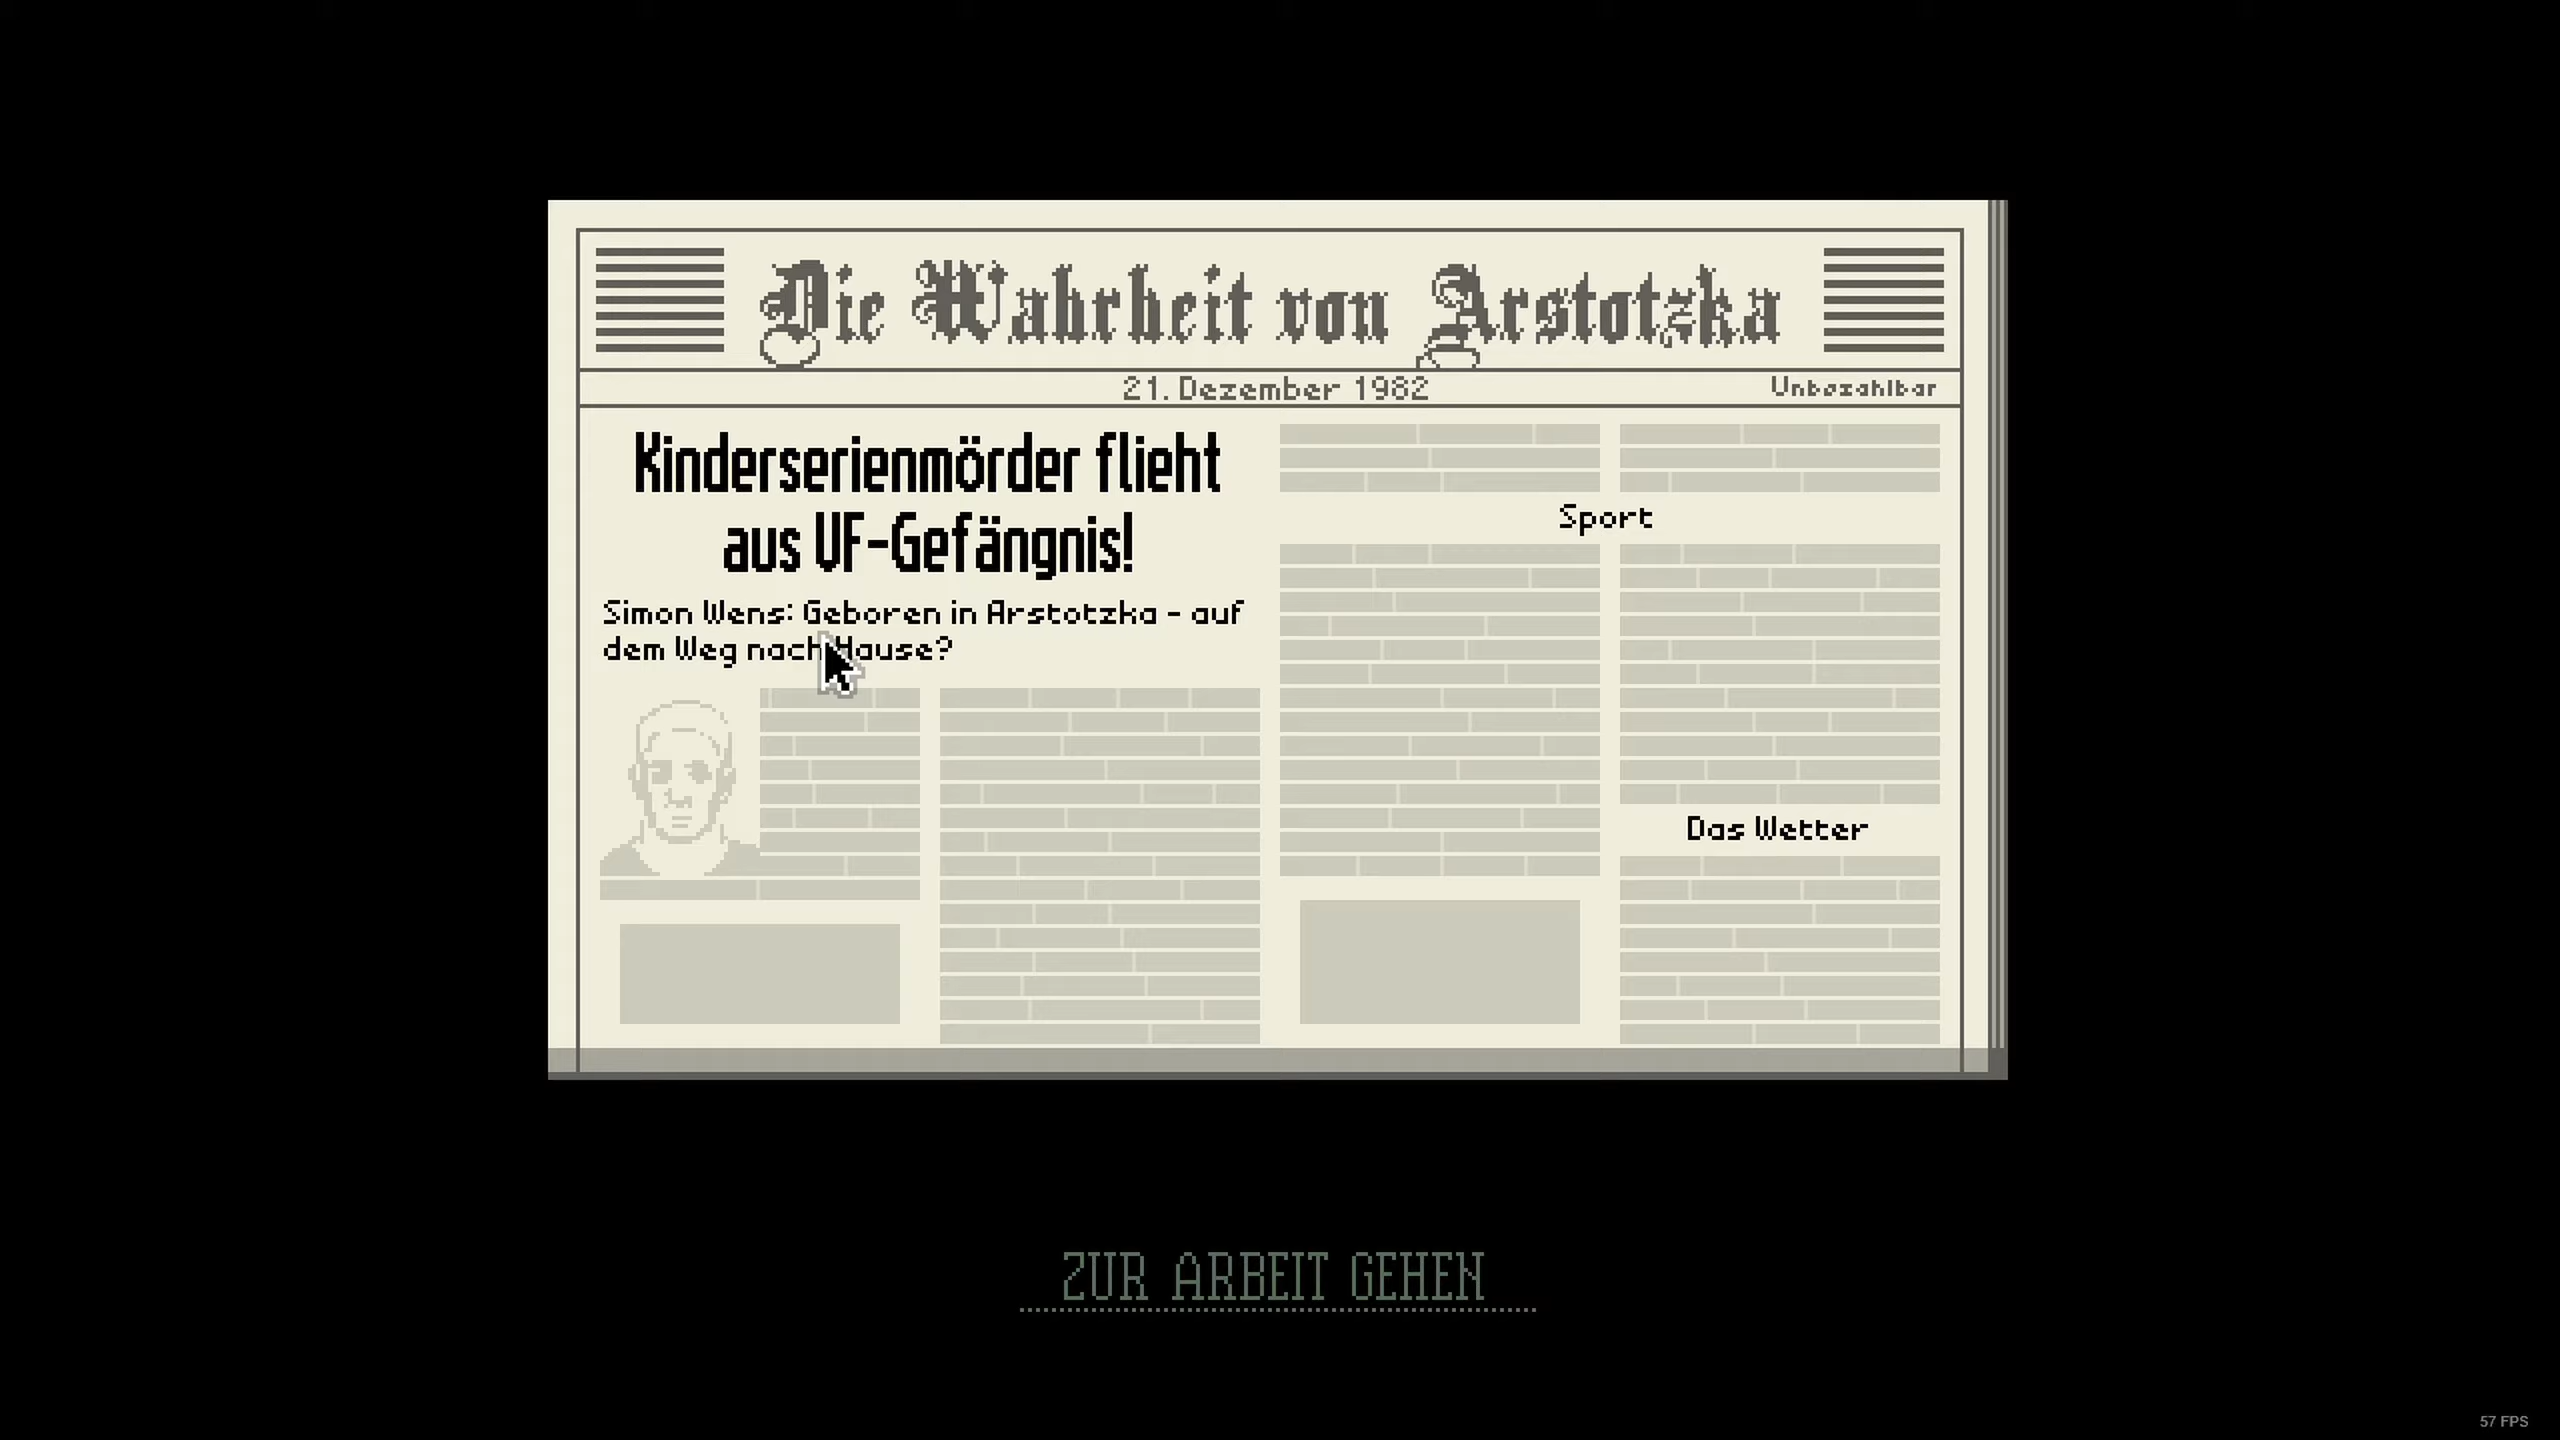 Die Wahrheit von Arstotzka
21. Dezember 1982
Unbezahlbar
Kinderserienmörder flieht
aus VF-Gefängnis!
Simon Wens: Geboren in Arstotzka - auf
dem Weg nach Hause?
Sport
Das Wetter
ZUR ARBEIT GEHEN
57 FPS